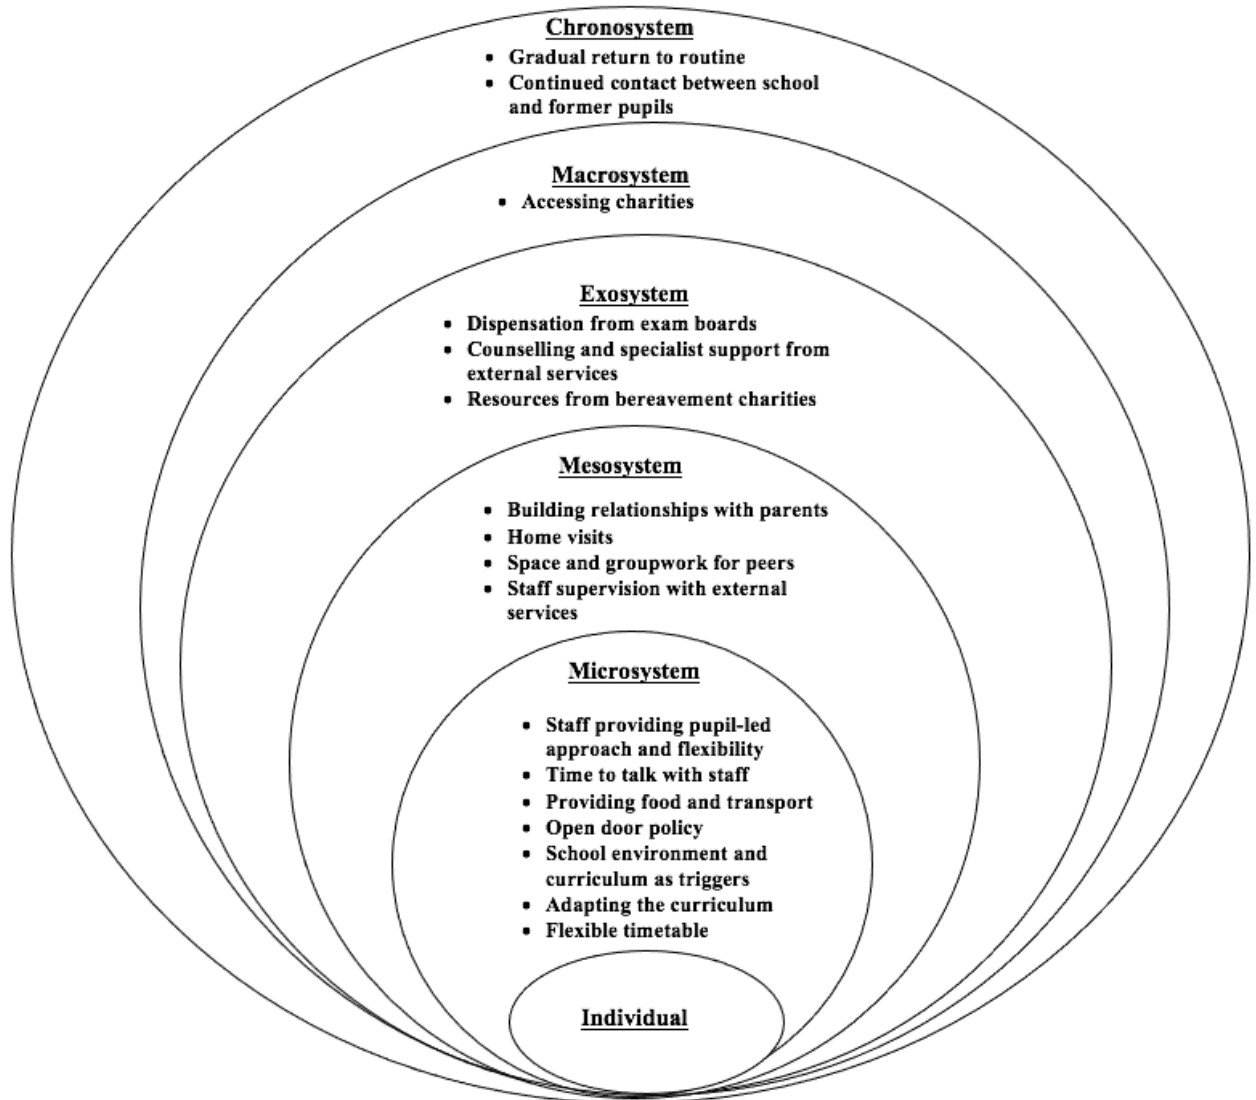 Chronosystem
• Gradual return to routine
• Continued contact between school
and former pupils
Macrosystem
• Accessing charities
Exosystem
• Dispensation from exam boards
• Counselling and specialist support from
external services
• Resources from bereavement charities
Mesosystem
• Building relationships with parents
• Home visits
• Space and groupwork for peers
• Staff supervision with external
services
Microsystem
• Staff providing pupil-led
approach and flexibility
• Time to talk with staff
• Providing food and transport
• Open door policy
• School environment and
curriculum as triggers
• Adapting the curriculum
• Flexible timetable
Individual